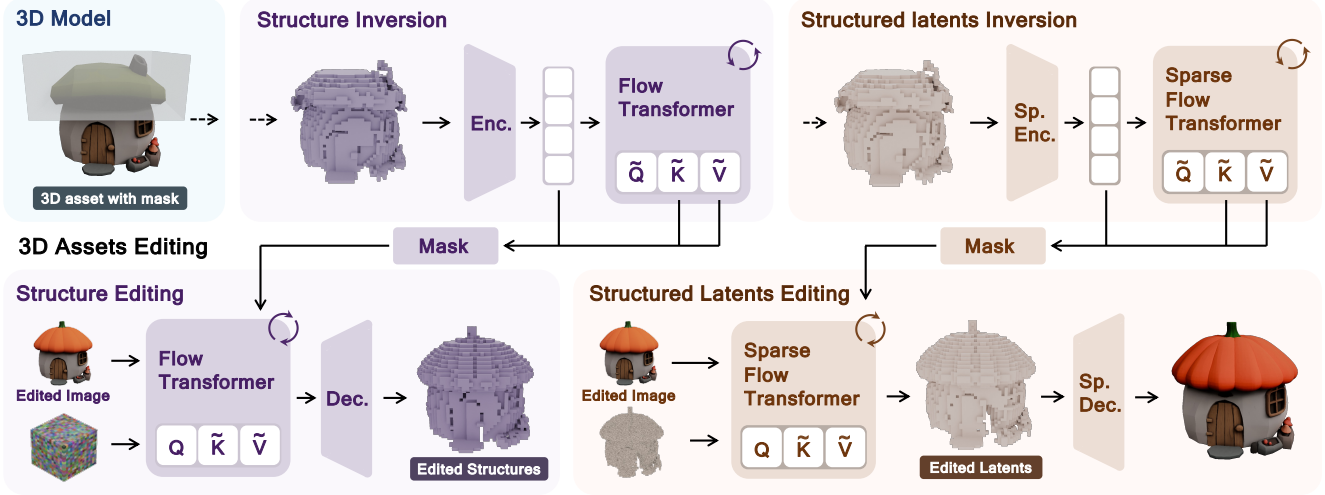 3D Model
3D asset with mask
Structure Inversion
Enc.
Flow
Transformer
Q̃ K̃ Ṽ
Structured latents Inversion
Sp.
Enc.
Sparse
Flow
Transformer
Q̃ K̃ Ṽ
3D Assets Editing
Mask
Mask
Structure Editing
Edited Image
Flow
Transformer
Q K̃ Ṽ
Dec.
Edited Structures
Structured Latents Editing
Edited Image
Sparse
Flow
Transformer
Q K̃ Ṽ
Edited Latents
Sp.
Dec.